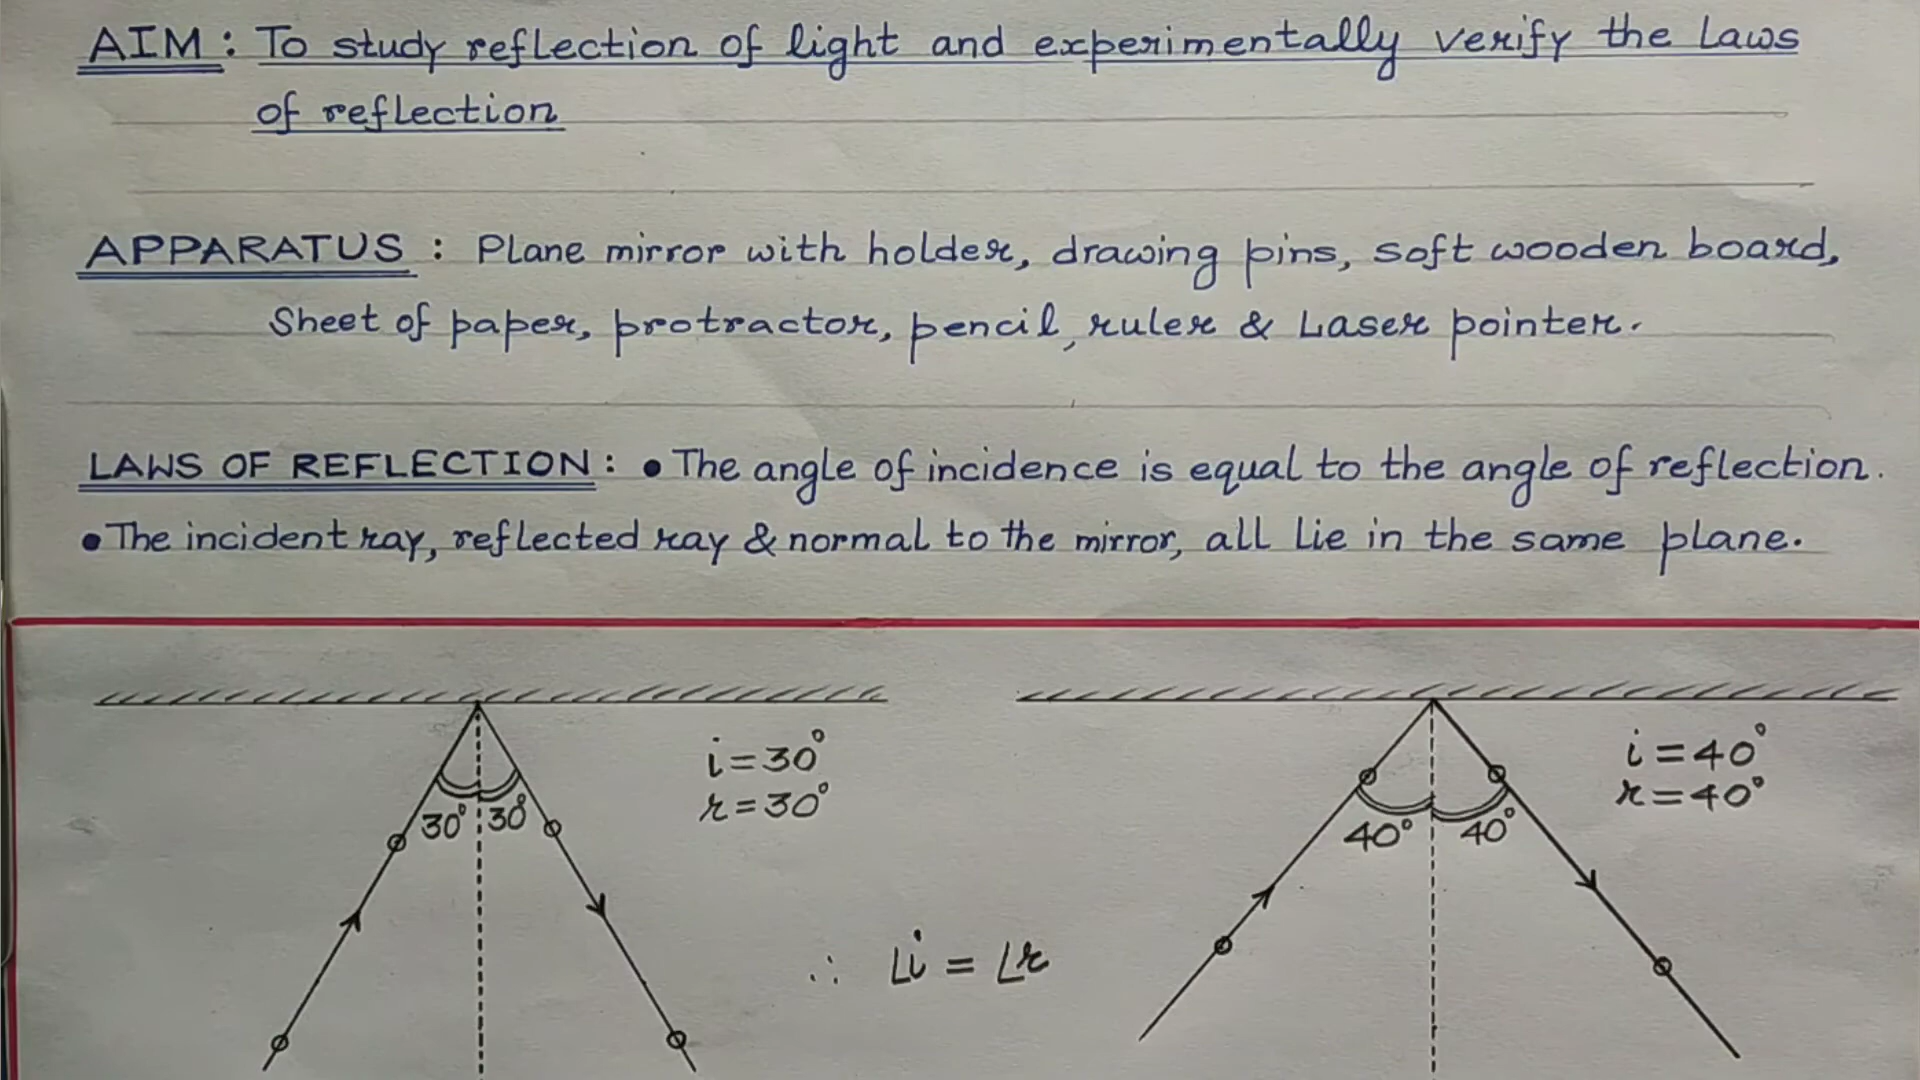 AIM : To study reflection of light and experimentally verify the Laws
of reflection
APPARATUS : Plane mirror with holder, drawing pins, soft wooden board,
Sheet of paper, protractor, pencil, ruler & Laser pointer.
LAWS OF REFLECTION: • The angle of incidence is equal to the angle of reflection.
• The incident ray, reflected ray & normal to the mirror, all lie in the same plane.
i = 30°
r = 30°
30° 30°
i = 40°
r = 40°
40° 40°
∴ ∠i = ∠r